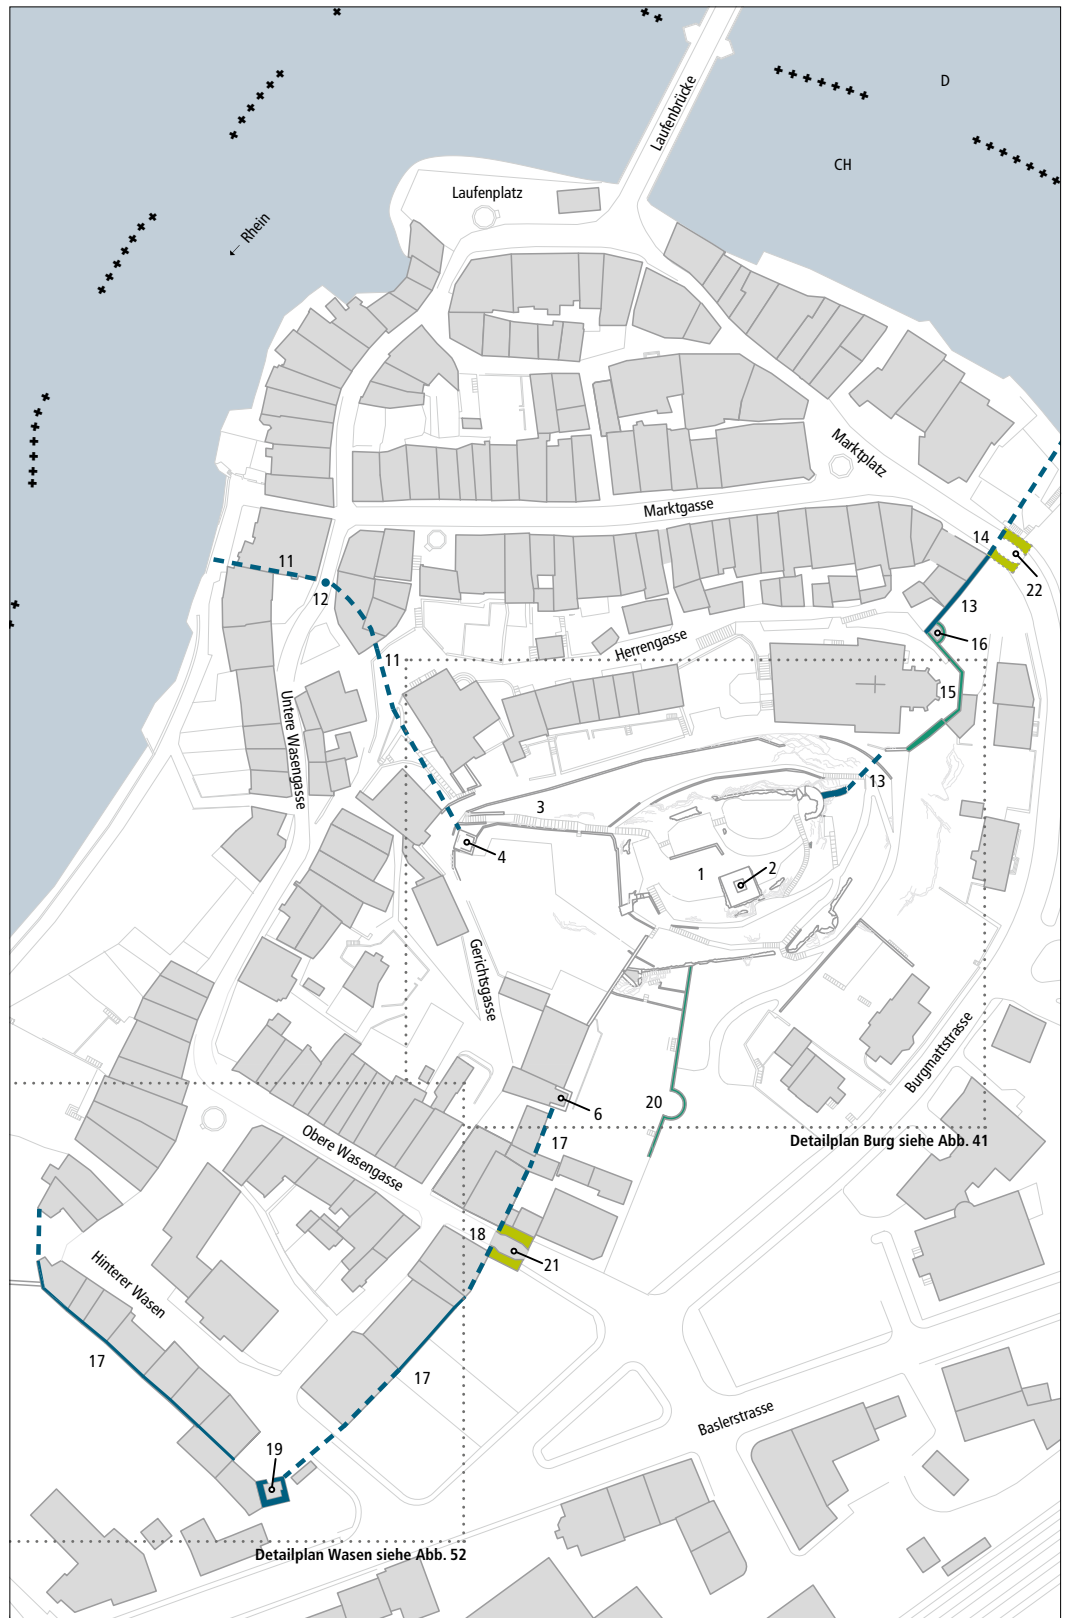 D
Laufenbrücke
CH
Laufenplatz
← Rhein
Marktplatz
Marktgasse
14
11
12
22
13
16
Herrengasse
11
15
Untere Wasengasse
13
3
4
1
2
Gerichtsgasse
Burgmattstrasse
6
20
17
Detailplan Burg siehe Abb. 41
Obere Wasengasse
18
21
Hinterer Wasen
17
17
Baslerstrasse
19
Detailplan Wasen siehe Abb. 52